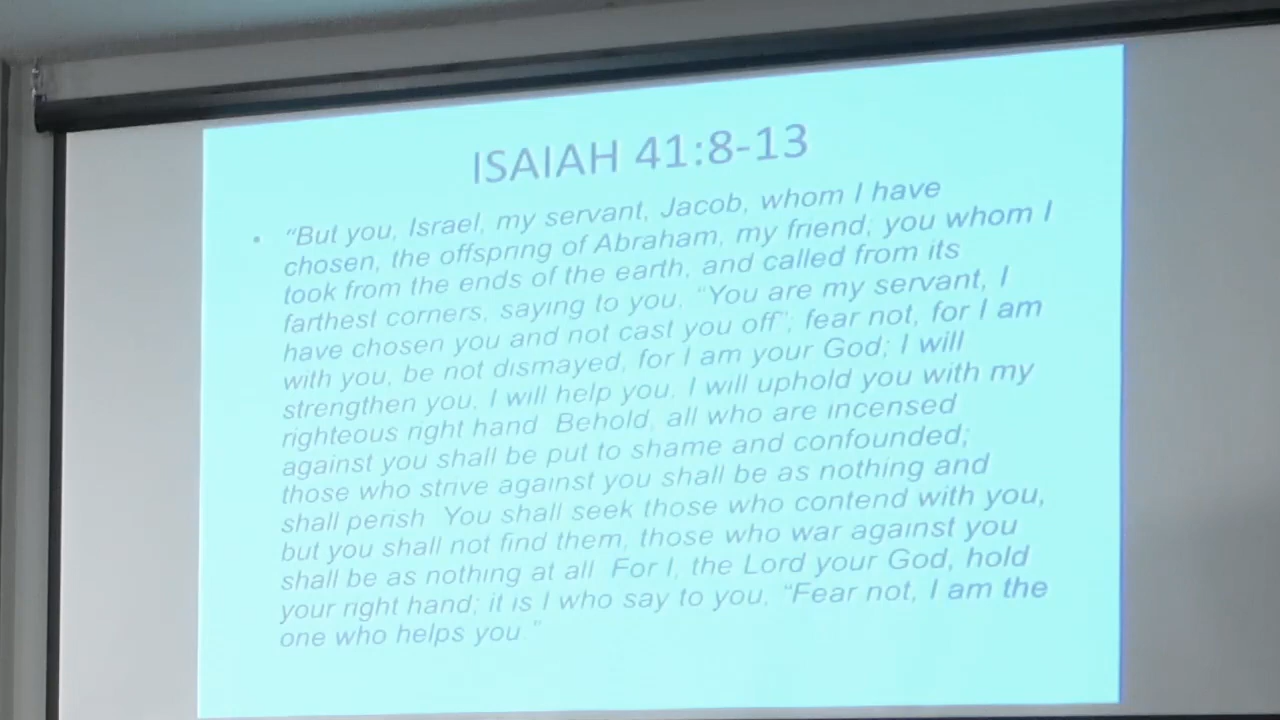 ISAIAH 41:8-13
• “But you, Israel, my servant, Jacob, whom I have
chosen, the offspring of Abraham, my friend; you whom I
took from the ends of the earth, and called from its
farthest corners, saying to you, “You are my servant, I
have chosen you and not cast you off”; fear not, for I am
with you, be not dismayed, for I am your God; I will
strengthen you, I will help you, I will uphold you with my
righteous right hand. Behold, all who are incensed
against you shall be put to shame and confounded;
those who strive against you shall be as nothing and
shall perish. You shall seek those who contend with you,
but you shall not find them; those who war against you
shall be as nothing at all. For I, the Lord your God, hold
your right hand; it is I who say to you, “Fear not, I am the
one who helps you.”